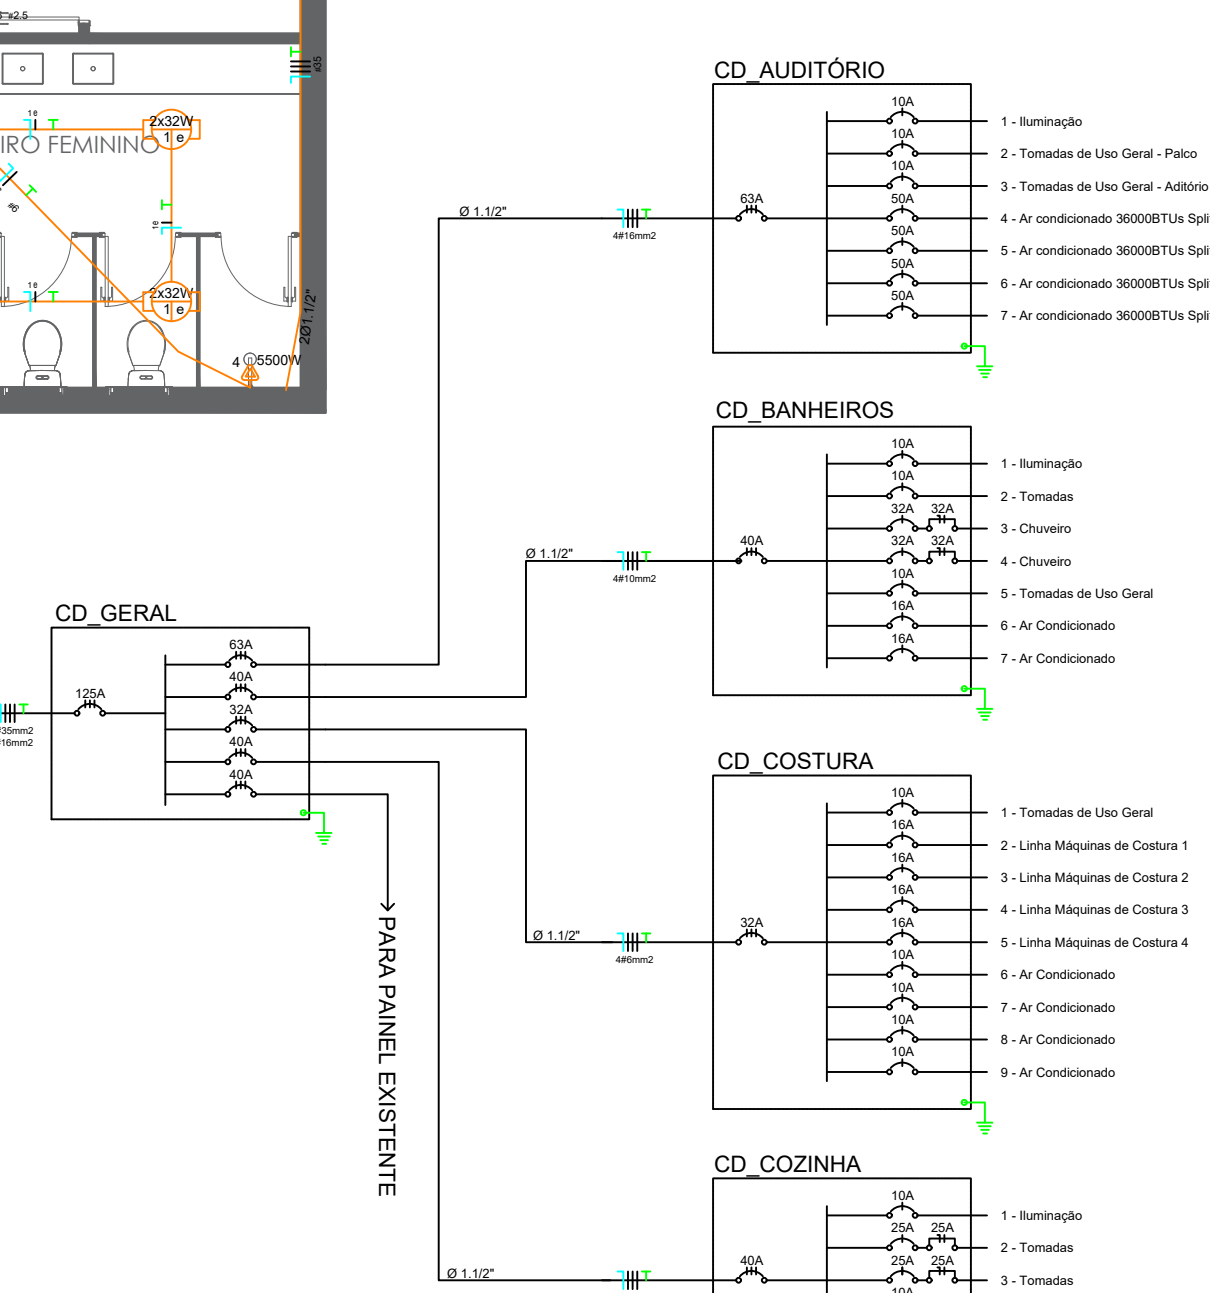 #2.5
#35
1e
2x32W
1 e
IRO FEMININO
#6
1e
1e
2x32W
1 e
2Ø1.1/2"
4
5500W
CD_AUDITÓRIO
63A
10A
1 - Iluminação
10A
2 - Tomadas de Uso Geral - Palco
10A
3 - Tomadas de Uso Geral - Aditório
50A
4 - Ar condicionado 36000BTUs Spli
50A
5 - Ar condicionado 36000BTUs Spli
50A
6 - Ar condicionado 36000BTUs Spli
50A
7 - Ar condicionado 36000BTUs Spli
Ø 1.1/2"
4#16mm2
CD_BANHEIROS
40A
10A
1 - Iluminação
10A
2 - Tomadas
32A 32A
3 - Chuveiro
32A 32A
4 - Chuveiro
10A
5 - Tomadas de Uso Geral
16A
6 - Ar Condicionado
16A
7 - Ar Condicionado
Ø 1.1/2"
4#10mm2
CD_GERAL
125A
63A
40A
32A
40A
40A
#35mm2
#16mm2
PARA PAINEL EXISTENTE
CD_COSTURA
32A
10A
1 - Tomadas de Uso Geral
16A
2 - Linha Máquinas de Costura 1
16A
3 - Linha Máquinas de Costura 2
16A
4 - Linha Máquinas de Costura 3
16A
5 - Linha Máquinas de Costura 4
10A
6 - Ar Condicionado
10A
7 - Ar Condicionado
10A
8 - Ar Condicionado
10A
9 - Ar Condicionado
Ø 1.1/2"
4#6mm2
CD_COZINHA
40A
10A
1 - Iluminação
25A 25A
2 - Tomadas
25A 25A
3 - Tomadas
10A
Ø 1.1/2"